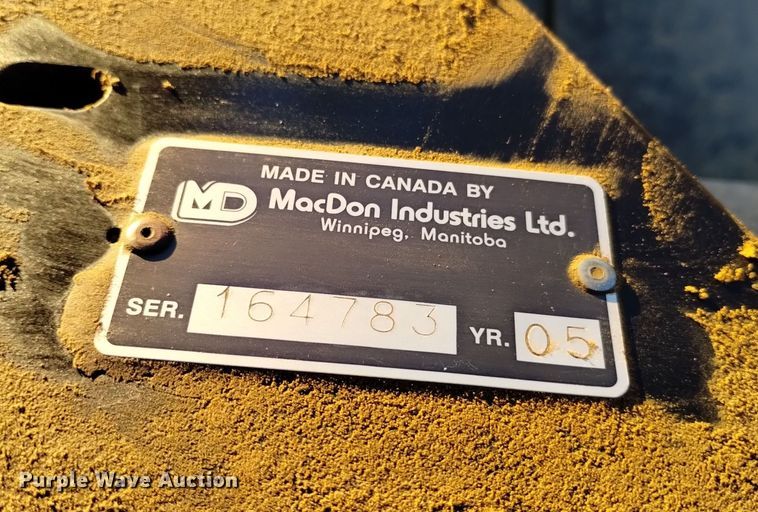 MADE IN CANADA BY
MD MacDon Industries Ltd.
Winnipeg, Manitoba
SER. 164783 YR. 05
Purple Wave Auction